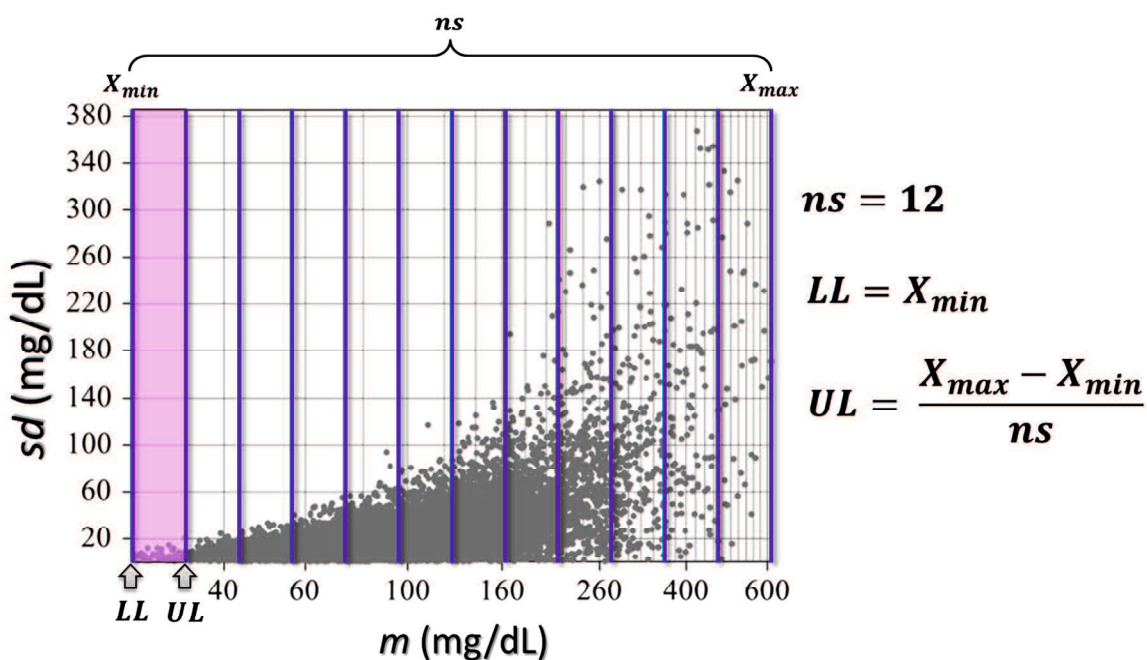 ns
X_min X_max
380
340
300
260
220
180
140
100
60
20
sd (mg/dL)
40 60 100 160 260 400 600
LL UL
m (mg/dL)
ns = 12
LL = X_min
UL = (X_max − X_min) / ns